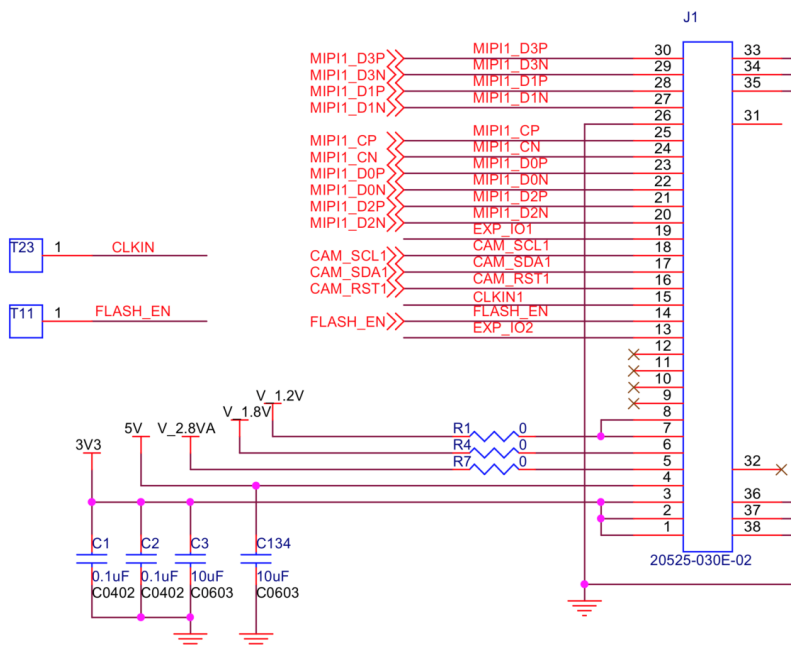 J1
MIPI1_D3P MIPI1_D3P 30 33
MIPI1_D3N MIPI1_D3N 29 34
MIPI1_D1P MIPI1_D1P 28 35
MIPI1_D1N MIPI1_D1N 27
26 31
MIPI1_CP MIPI1_CP 25
MIPI1_CN MIPI1_CN 24
MIPI1_D0P MIPI1_D0P 23
MIPI1_D0N MIPI1_D0N 22
MIPI1_D2P MIPI1_D2P 21
MIPI1_D2N MIPI1_D2N 20
EXP_IO1 19
T23 1 CLKIN CAM_SCL1 CAM_SCL1 18
CAM_SDA1 CAM_SDA1 17
CAM_RST1 CAM_RST1 16
CLKIN1 15
T11 1 FLASH_EN FLASH_EN FLASH_EN 14
EXP_IO2 13
12
11
10
9
V_1.2V 8
V_1.8V
5V V_2.8VA R1 0 7
3V3 R4 0 6
R7 0 5 32
4
3 36
2 37
1 38
C1 C2 C3 C134
20525-030E-02
0.1uF 0.1uF 10uF 10uF
C0402 C0402 C0603 C0603